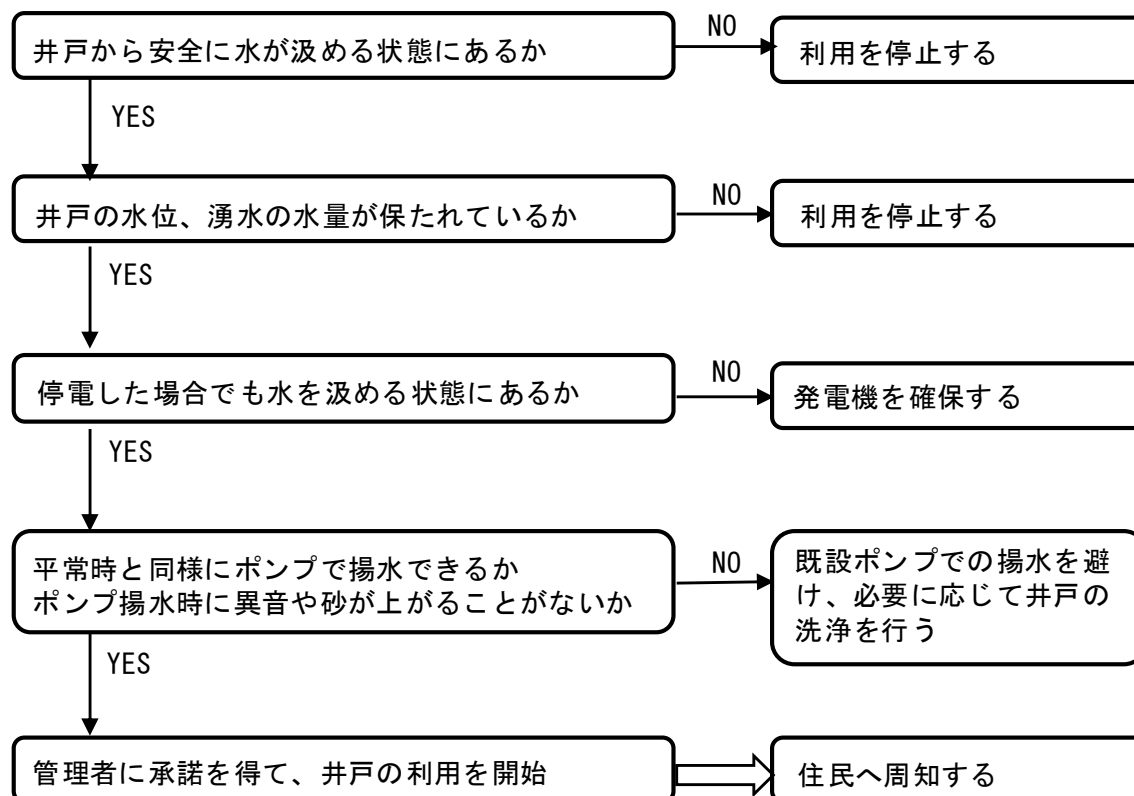 井戸から安全に水が汲める状態にあるか
NO
利用を停止する
YES
井戸の水位、湧水の水量が保たれているか
NO
利用を停止する
YES
停電した場合でも水を汲める状態にあるか
NO
発電機を確保する
YES
平常時と同様にポンプで揚水できるか
ポンプ揚水時に異音や砂が上がることがないか
NO
既設ポンプでの揚水を避
け、必要に応じて井戸の
洗浄を行う
YES
管理者に承諾を得て、井戸の利用を開始
住民へ周知する